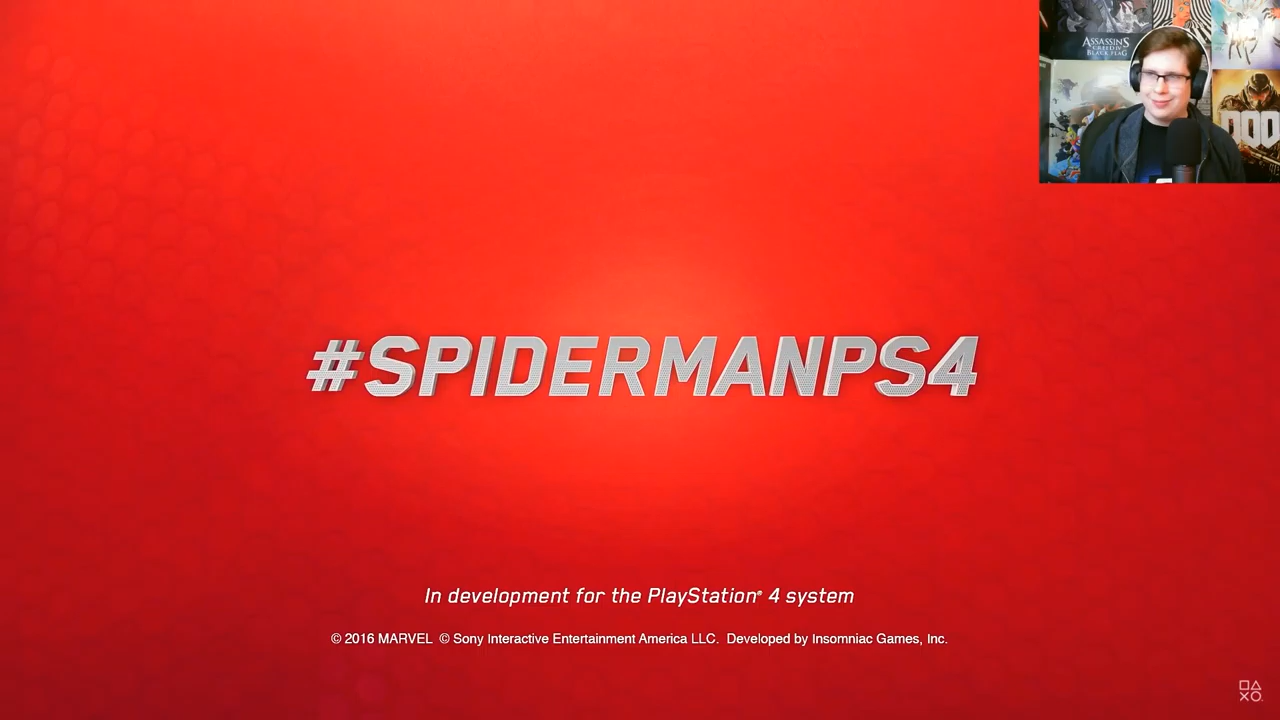 ASSASSIN'S
CREED IV
BLACK FLAG
DOOM
#SPIDERMANPS4
In development for the PlayStation® 4 system
© 2016 MARVEL © Sony Interactive Entertainment America LLC. Developed by Insomniac Games, Inc.